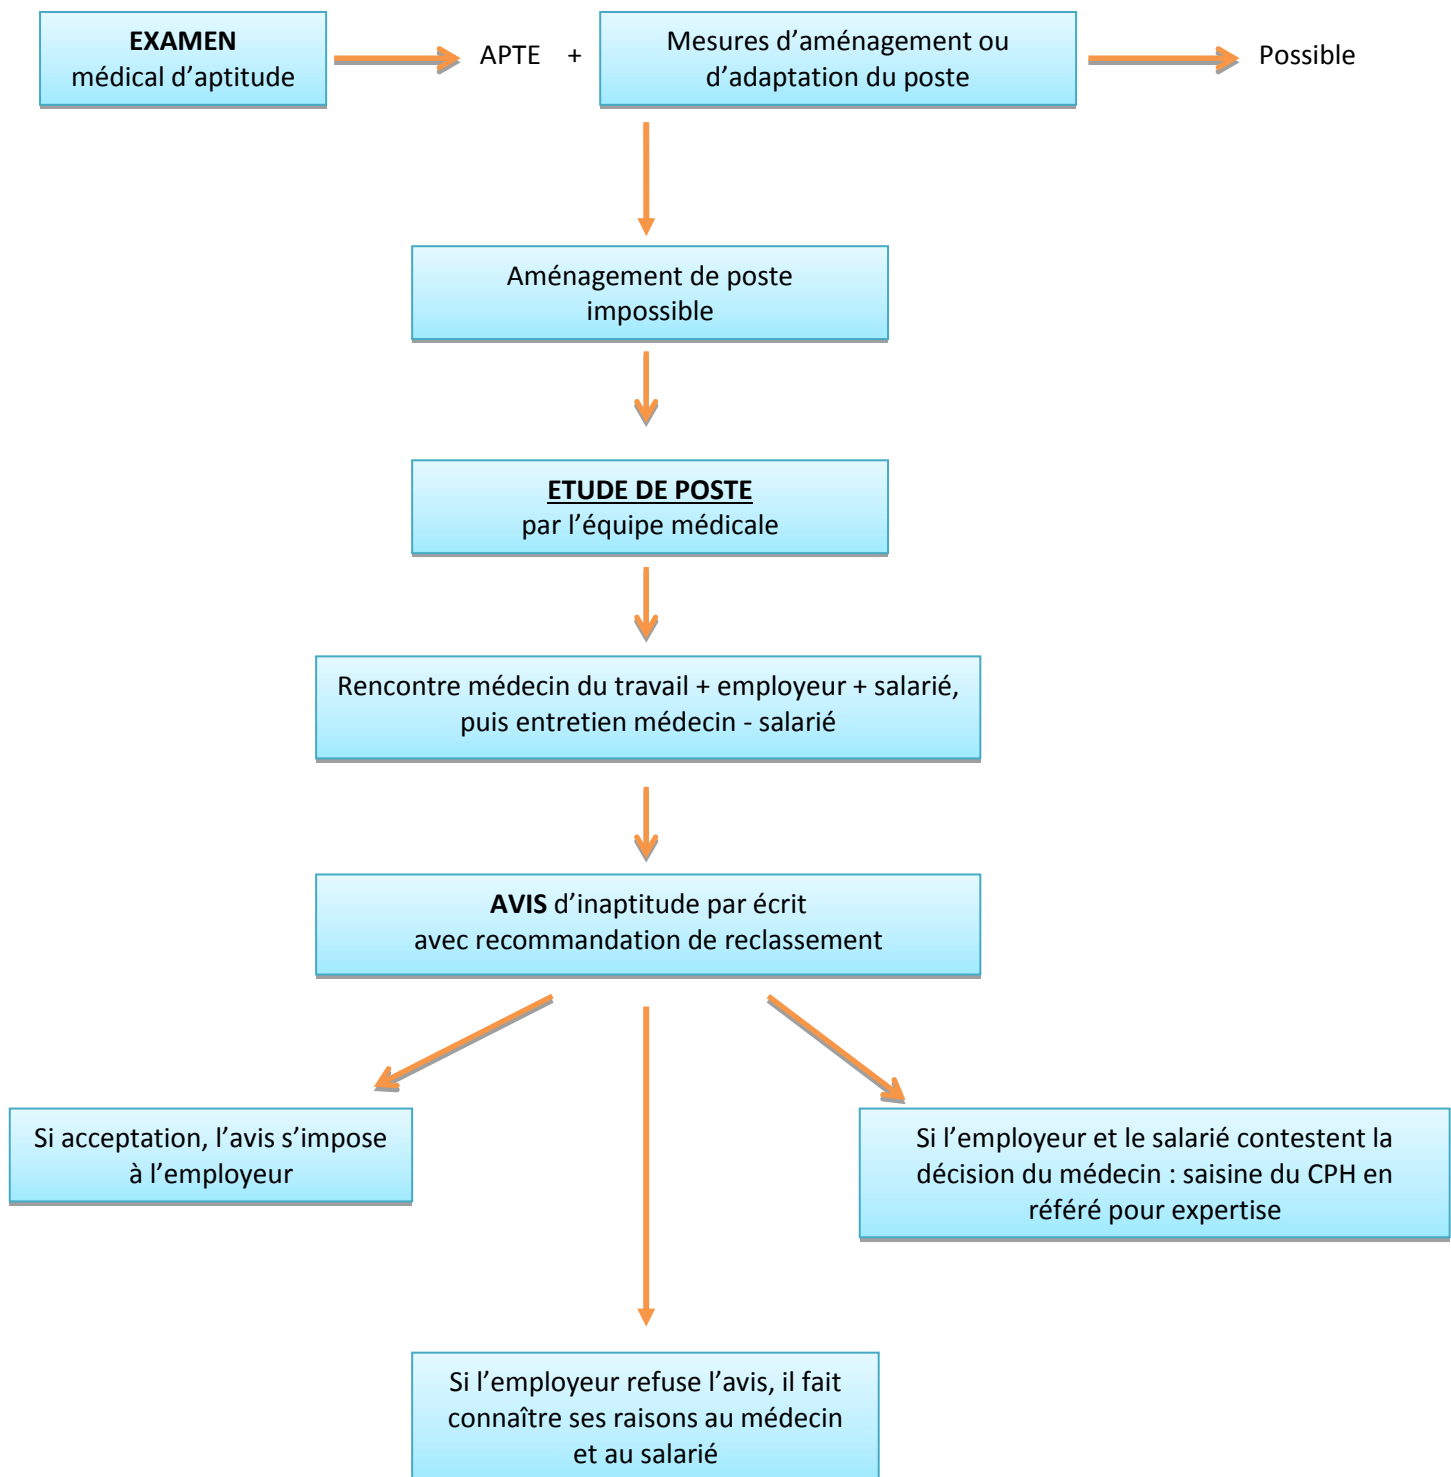 EXAMEN
médical d’aptitude
APTE +
Mesures d’aménagement ou
d’adaptation du poste
Possible
Aménagement de poste
impossible
ETUDE DE POSTE
par l’équipe médicale
Rencontre médecin du travail + employeur + salarié,
puis entretien médecin - salarié
AVIS d’inaptitude par écrit
avec recommandation de reclassement
Si acceptation, l’avis s’impose
à l’employeur
Si l’employeur et le salarié contestent la
décision du médecin : saisine du CPH en
référé pour expertise
Si l’employeur refuse l’avis, il fait
connaître ses raisons au médecin
et au salarié